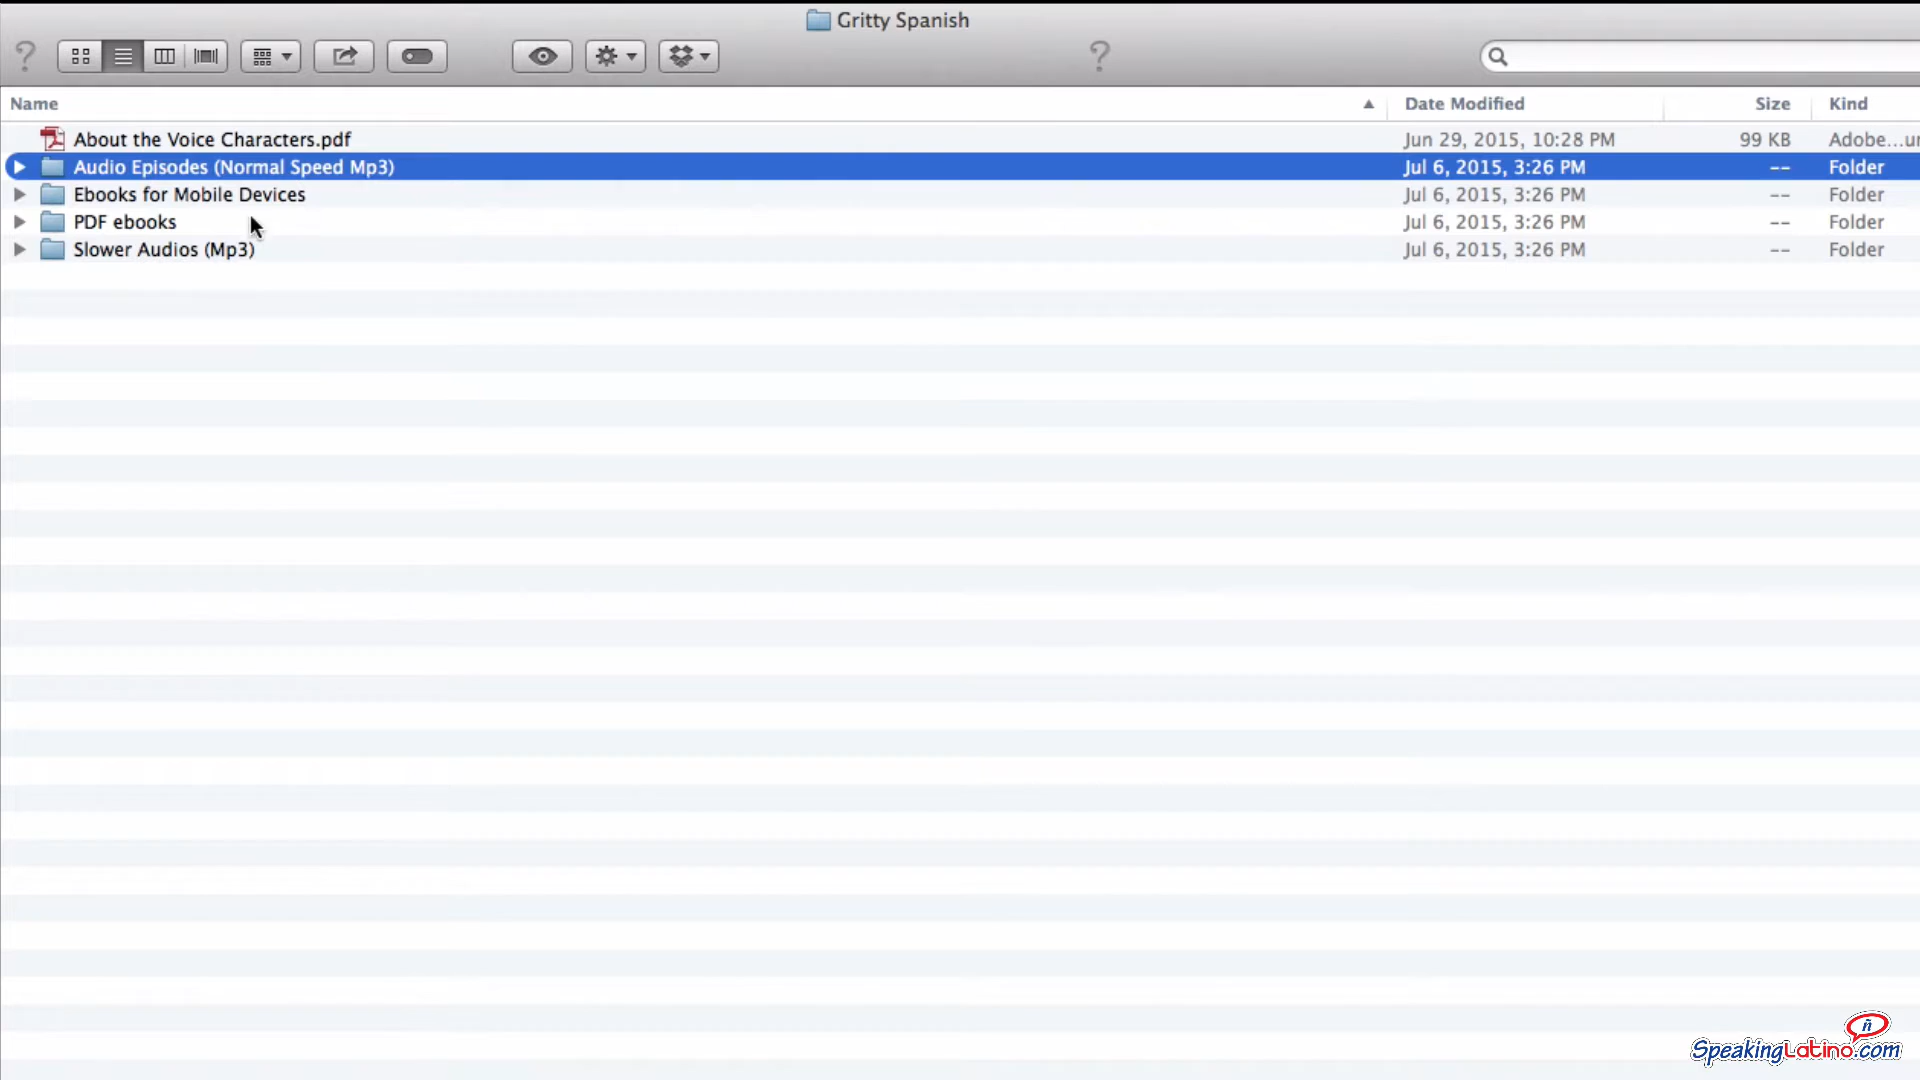 Gritty Spanish
Name Date Modified Size Kind
About the Voice Characters.pdf Jun 29, 2015, 10:28 PM 99 KB Adobe...ur
Audio Episodes (Normal Speed Mp3) Jul 6, 2015, 3:26 PM -- Folder
Ebooks for Mobile Devices Jul 6, 2015, 3:26 PM -- Folder
PDF ebooks Jul 6, 2015, 3:26 PM -- Folder
Slower Audios (Mp3) Jul 6, 2015, 3:26 PM -- Folder
ñ
SpeakingLatino.com